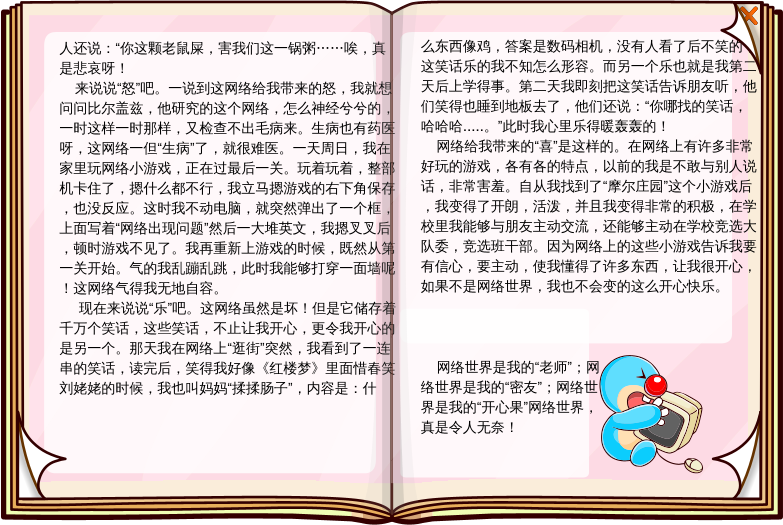 人还说：“你这颗老鼠屎，害我们这一锅粥……唉，真
是悲哀呀！
来说说“怒”吧。一说到这网络给我带来的怒，我就想
问问比尔盖兹，他研究的这个网络，怎么神经兮兮的，
一时这样一时那样，又检查不出毛病来。生病也有药医
呀，这网络一但“生病”了，就很难医。一天周日，我在
家里玩网络小游戏，正在过最后一关。玩着玩着，整部
机卡住了，摁什么都不行，我立马摁游戏的右下角保存
，也没反应。这时我不动电脑，就突然弹出了一个框，
上面写着“网络出现问题”然后一大堆英文，我摁叉叉后
，顿时游戏不见了。我再重新上游戏的时候，既然从第
一关开始。气的我乱蹦乱跳，此时我能够打穿一面墙呢
！这网络气得我无地自容。
现在来说说“乐”吧。这网络虽然是坏！但是它储存着
千万个笑话，这些笑话，不止让我开心，更令我开心的
是另一个。那天我在网络上“逛街”突然，我看到了一连
串的笑话，读完后，笑得我好像《红楼梦》里面惜春笑
刘姥姥的时候，我也叫妈妈“揉揉肠子”，内容是：什
么东西像鸡，答案是数码相机，没有人看了后不笑的
这笑话乐的我不知怎么形容。而另一个乐也就是我第二
天后上学得事。第二天我即刻把这笑话告诉朋友听，他
们笑得也睡到地板去了，他们还说：“你哪找的笑话，
哈哈哈.....。”此时我心里乐得暖轰轰的！
网络给我带来的“喜”是这样的。在网络上有许多非常
好玩的游戏，各有各的特点，以前的我是不敢与别人说
话，非常害羞。自从我找到了“摩尔庄园”这个小游戏后
，我变得了开朗，活泼，并且我变得非常的积极，在学
校里我能够与朋友主动交流，还能够主动在学校竞选大
队委，竞选班干部。因为网络上的这些小游戏告诉我要
有信心，要主动，使我懂得了许多东西，让我很开心，
如果不是网络世界，我也不会变的这么开心快乐。
网络世界是我的“老师”；网
络世界是我的“密友”；网络世
界是我的“开心果”网络世界，
真是令人无奈！